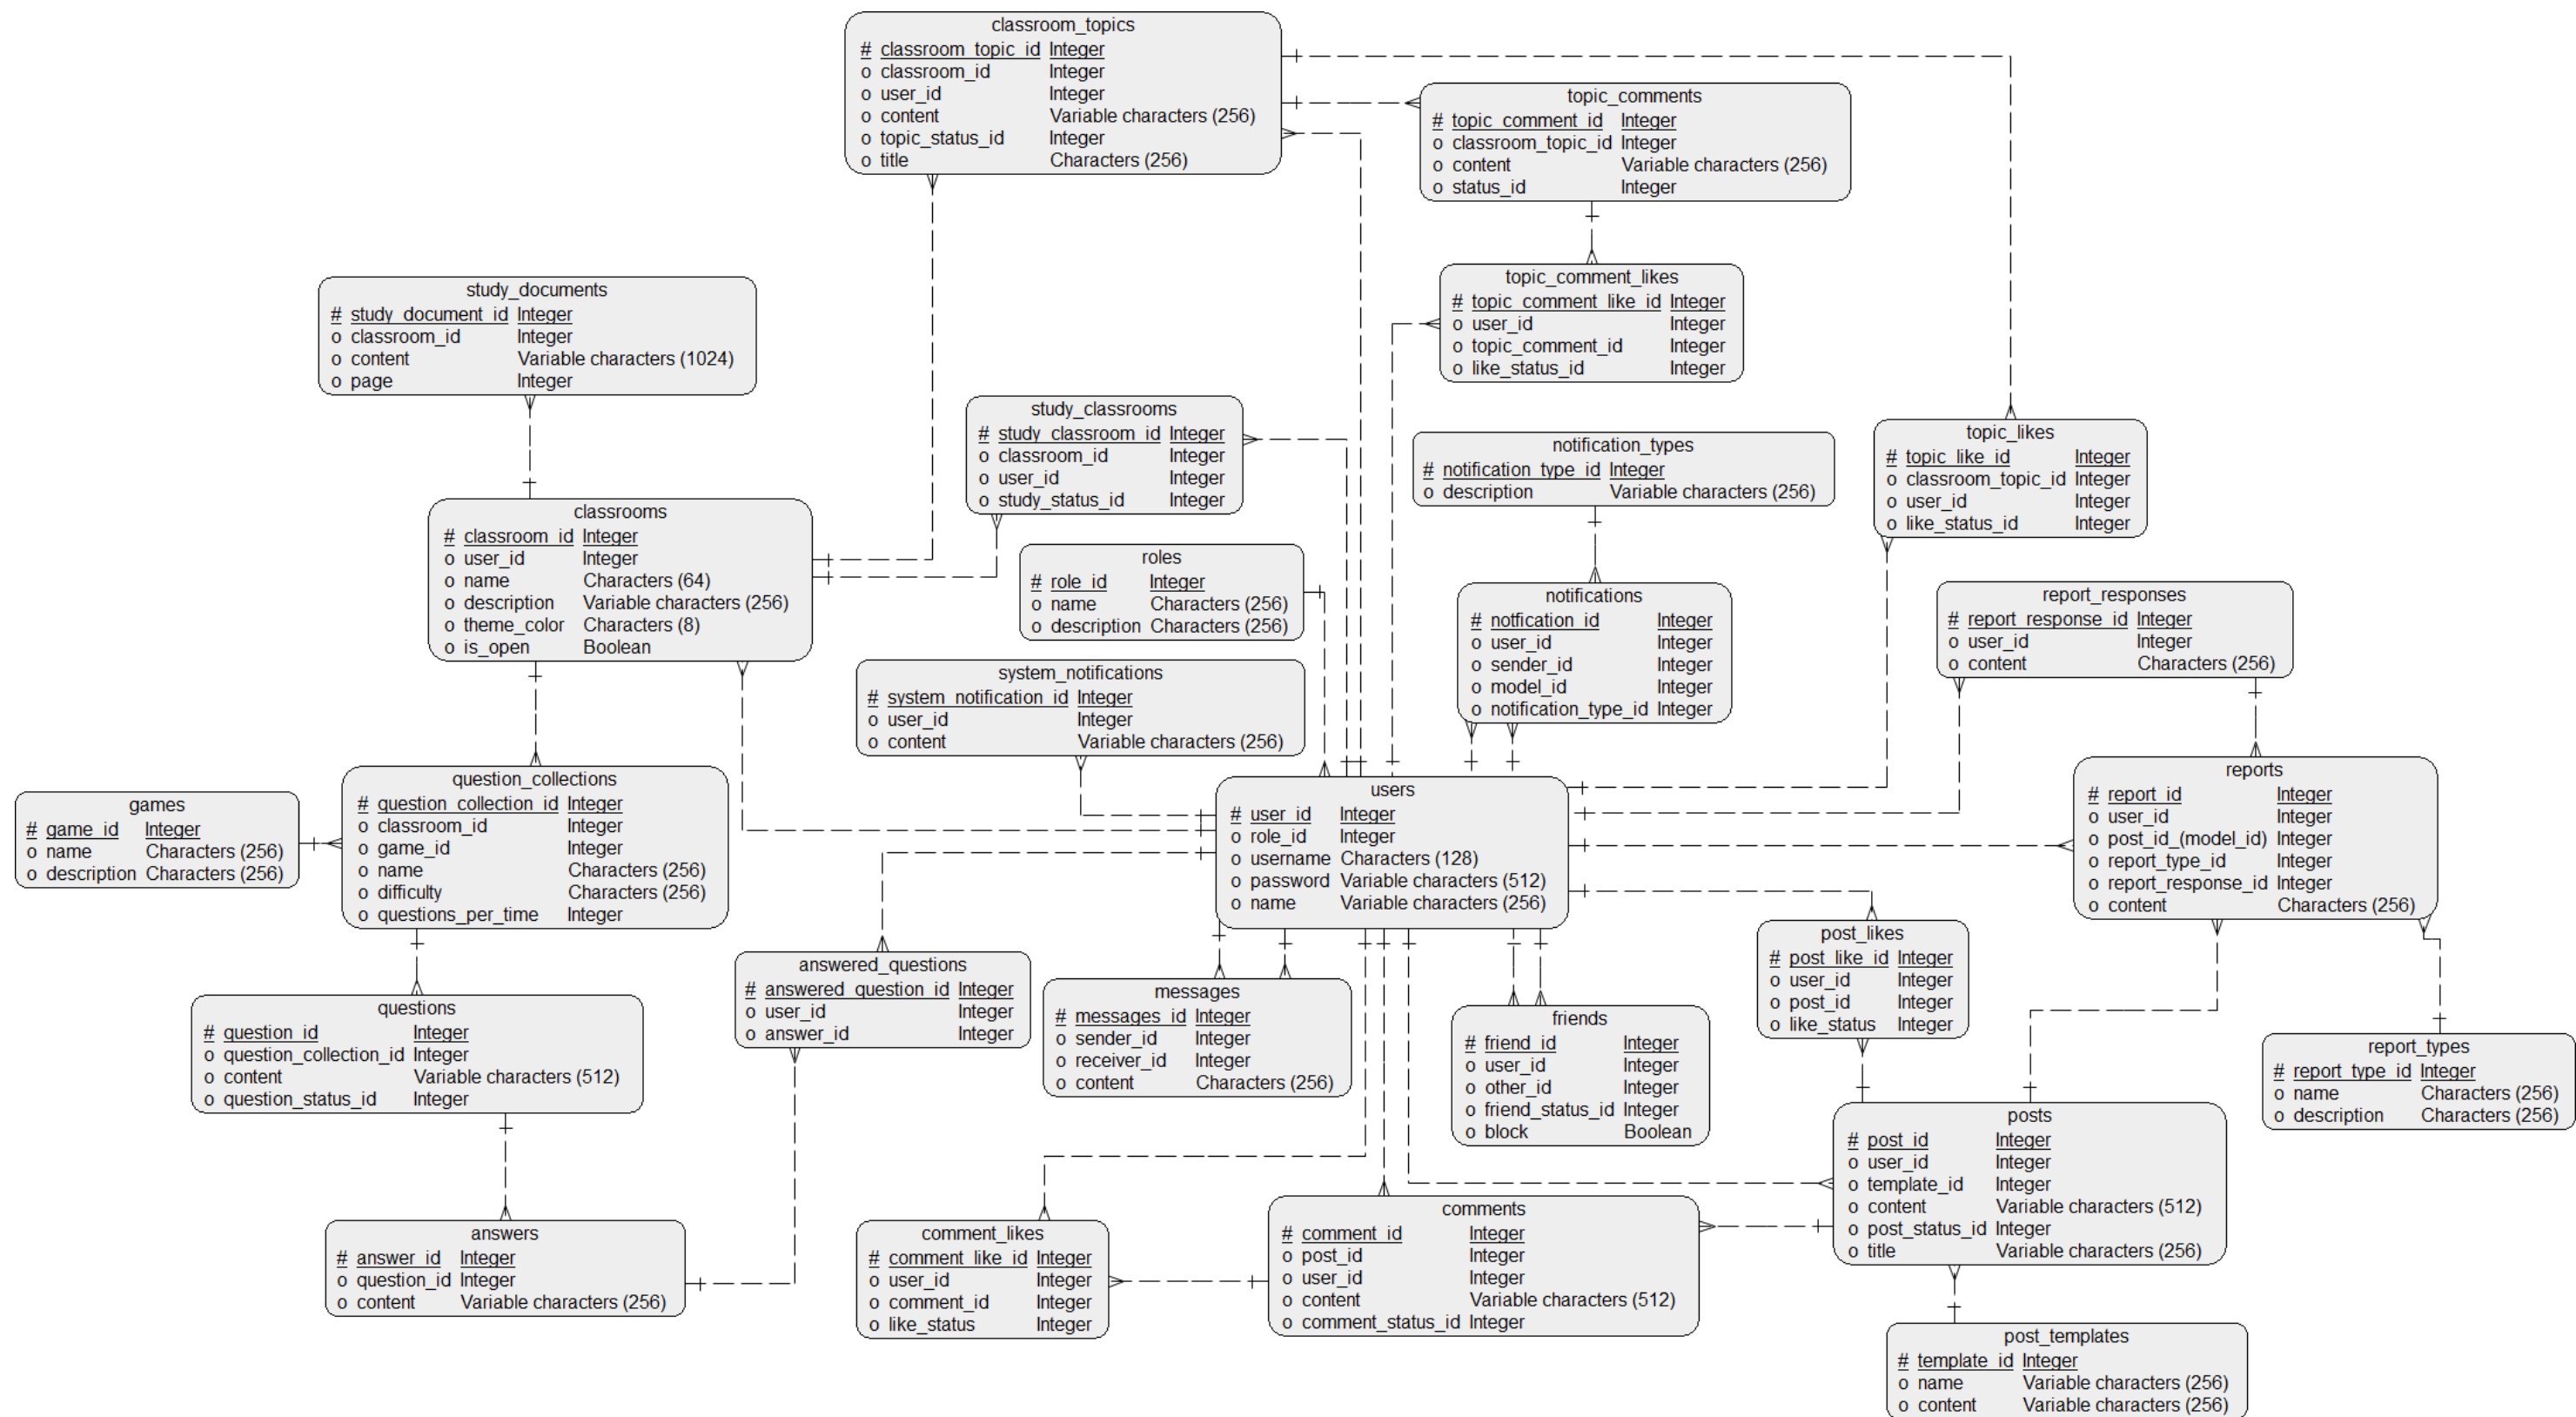 classroom_topics
# classroom_topic_id Integer
o classroom_id Integer
o user_id Integer
o content Variable characters (256)
o topic_status_id Integer
o title Characters (256)
topic_comments
# topic_comment_id Integer
o classroom_topic_id Integer
o content Variable characters (256)
o status_id Integer
topic_comment_likes
# topic_comment_like_id Integer
o user_id Integer
o topic_comment_id Integer
o like_status_id Integer
study_documents
# study_document_id Integer
o classroom_id Integer
o content Variable characters (1024)
o page Integer
study_classrooms
# study_classroom_id Integer
o classroom_id Integer
o user_id Integer
o study_status_id Integer
notification_types
# notification_type_id Integer
o description Variable characters (256)
topic_likes
# topic_like_id Integer
o classroom_topic_id Integer
o user_id Integer
o like_status_id Integer
classrooms
# classroom_id Integer
o user_id Integer
o name Characters (64)
o description Variable characters (256)
o theme_color Characters (8)
o is_open Boolean
roles
# role_id Integer
o name Characters (256)
o description Characters (256)
notifications
# notfication_id Integer
o user_id Integer
o sender_id Integer
o model_id Integer
o notification_type_id Integer
report_responses
# report_response_id Integer
o user_id Integer
o content Characters (256)
system_notifications
# system_notification_id Integer
o user_id Integer
o content Variable characters (256)
games
# game_id Integer
o name Characters (256)
o description Characters (256)
question_collections
# question_collection_id Integer
o classroom_id Integer
o game_id Integer
o name Characters (256)
o difficulty Characters (256)
o questions_per_time Integer
users
# user_id Integer
o role_id Integer
o username Characters (128)
o password Variable characters (512)
o name Variable characters (256)
reports
# report_id Integer
o user_id Integer
o post_id_(model_id) Integer
o report_type_id Integer
o report_response_id Integer
o content Characters (256)
post_likes
# post_like_id Integer
o user_id Integer
o post_id Integer
o like_status Integer
answered_questions
# answered_question_id Integer
o user_id Integer
o answer_id Integer
messages
# messages_id Integer
o sender_id Integer
o receiver_id Integer
o content Characters (256)
friends
# friend_id Integer
o user_id Integer
o other_id Integer
o friend_status_id Integer
o block Boolean
questions
# question_id Integer
o question_collection_id Integer
o content Variable characters (512)
o question_status_id Integer
report_types
# report_type_id Integer
o name Characters (256)
o description Characters (256)
posts
# post_id Integer
o user_id Integer
o template_id Integer
o content Variable characters (512)
o post_status_id Integer
o title Variable characters (256)
answers
# answer_id Integer
o question_id Integer
o content Variable characters (256)
comment_likes
# comment_like_id Integer
o user_id Integer
o comment_id Integer
o like_status Integer
comments
# comment_id Integer
o post_id Integer
o user_id Integer
o content Variable characters (512)
o comment_status_id Integer
post_templates
# template_id Integer
o name Variable characters (256)
o content Variable characters (256)